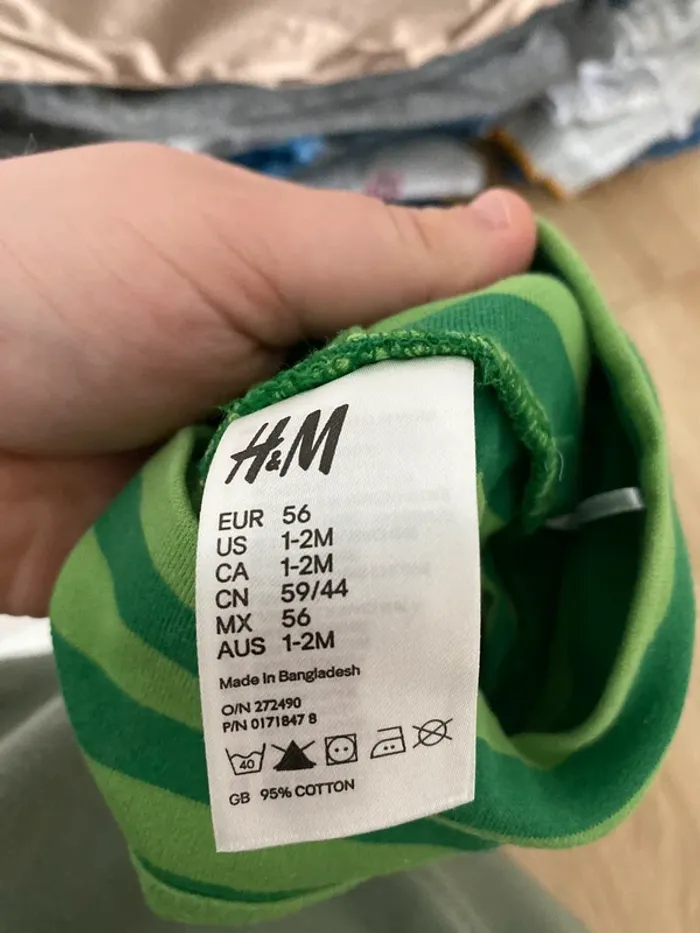 H&M
EUR 56
US 1-2M
CA 1-2M
CN 59/44
MX 56
AUS 1-2M
Made in Bangladesh
O/N 272490
P/N 0171847 8
40
GB 95% COTTON